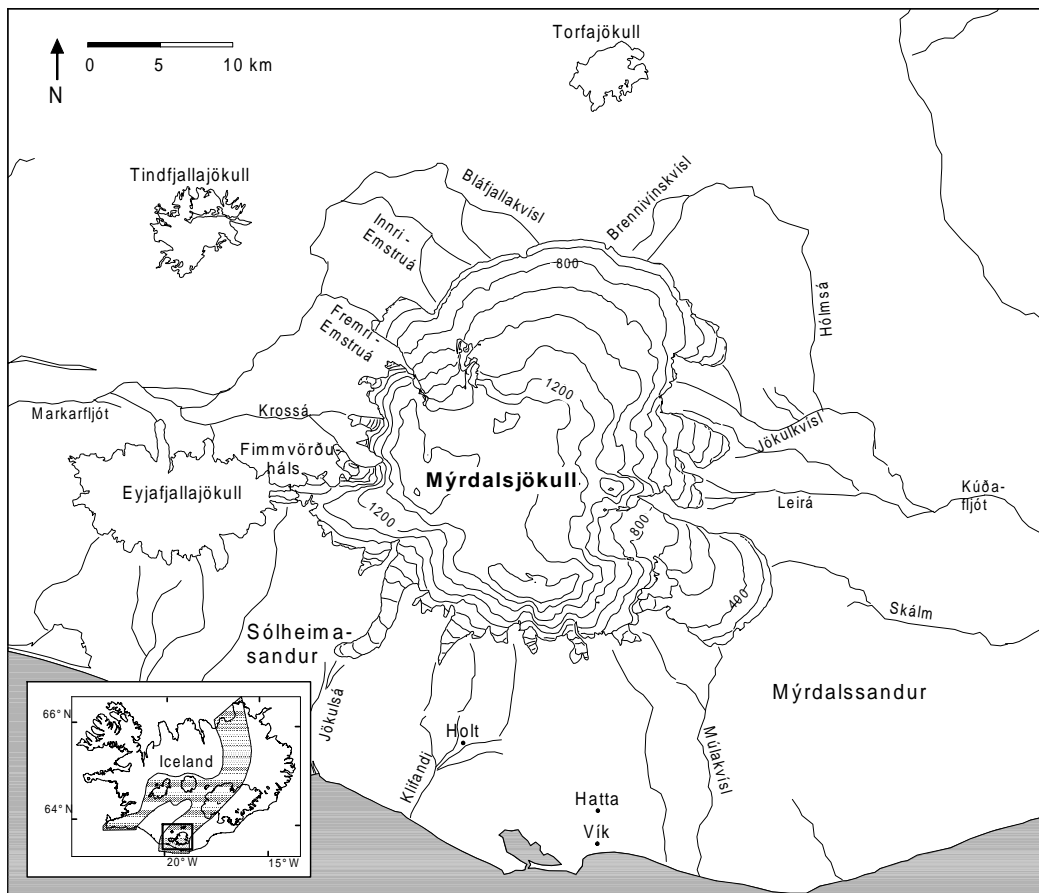 Torfajökull
0 5 10 km
N
Tindfjallajökull
Bláfjallakvísl
Brennivínskvísl
Innri-
Emstruá
800
Hólmsá
Fremri-
Emstruá
1200
Markarfljót
Krossá
Jökulkvísl
Fimmvörðu-
háls
Mýrdalsjökull
Eyjafjallajökull
Leirá
Kúða-
fljót
1200
800
400
Skálm
Sólheima-
sandur
Mýrdalssandur
Jökulsá
Holt
Múlakvísl
Klifandj
Hatta
Vík
66°N
Iceland
64°N
20°W
15°W